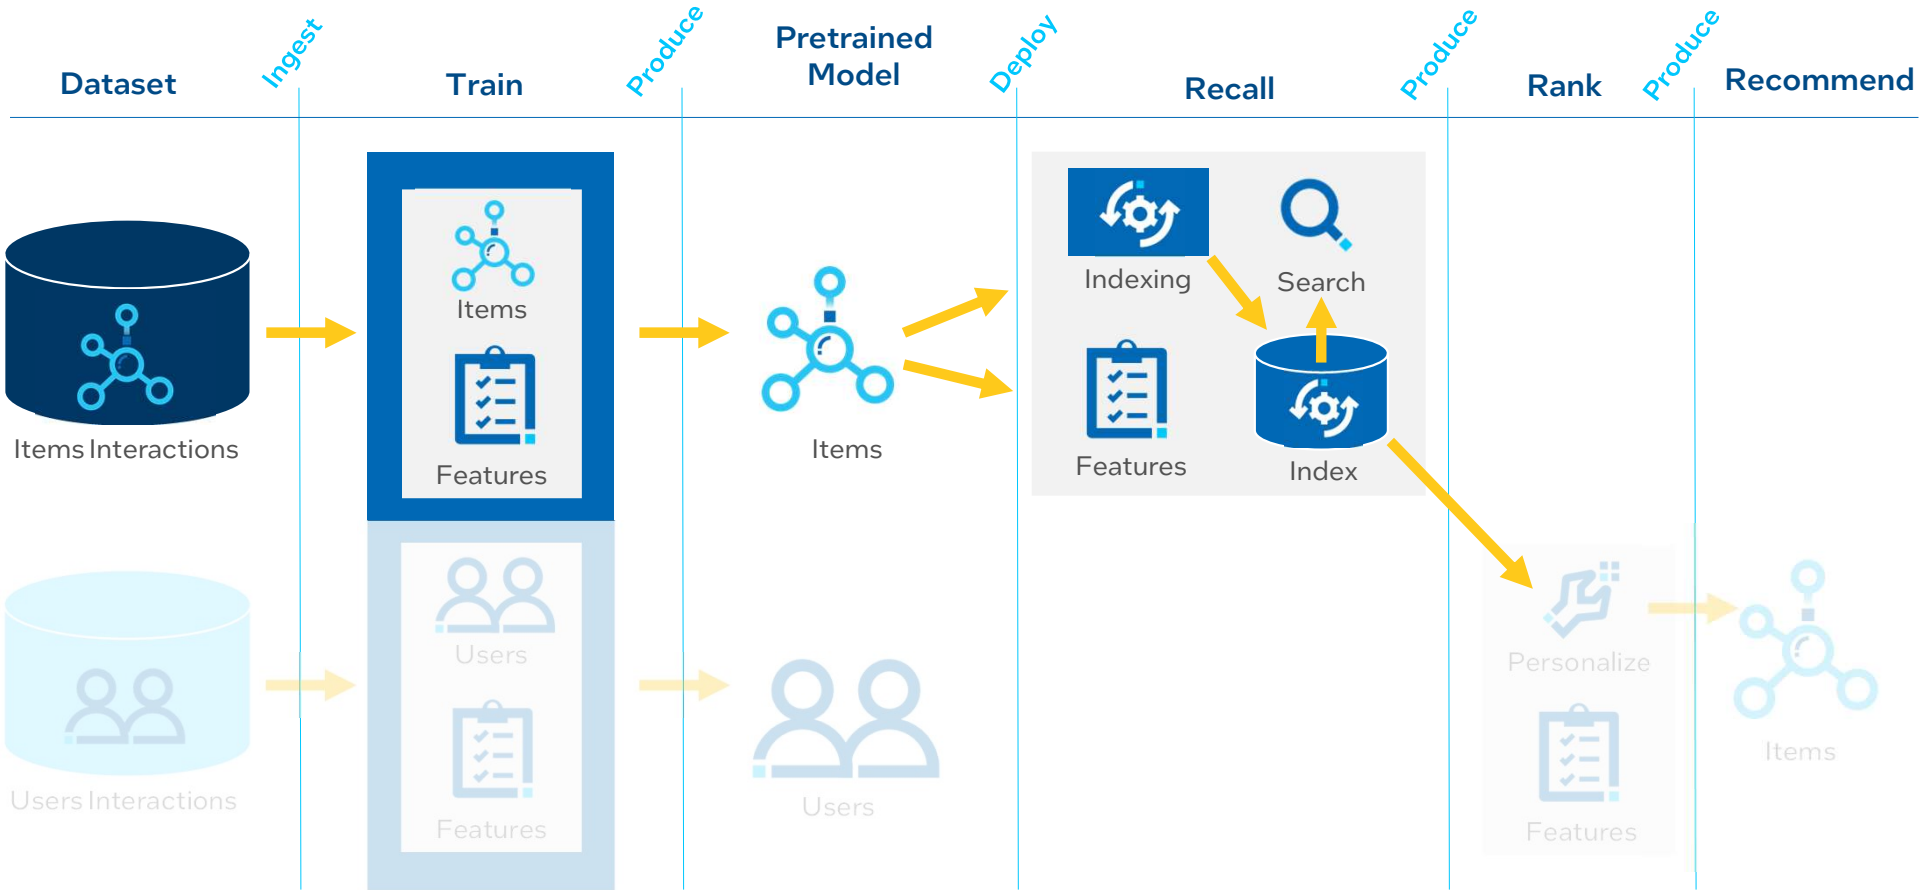 Dataset
Ingest
Train
Produce
Pretrained
Model
Deploy
Recall
Produce
Rank
Produce
Recommend
Items Interactions
Items
Features
Items
Indexing
Search
Features
Index
Users Interactions
Users
Features
Users
Personalize
Features
Items